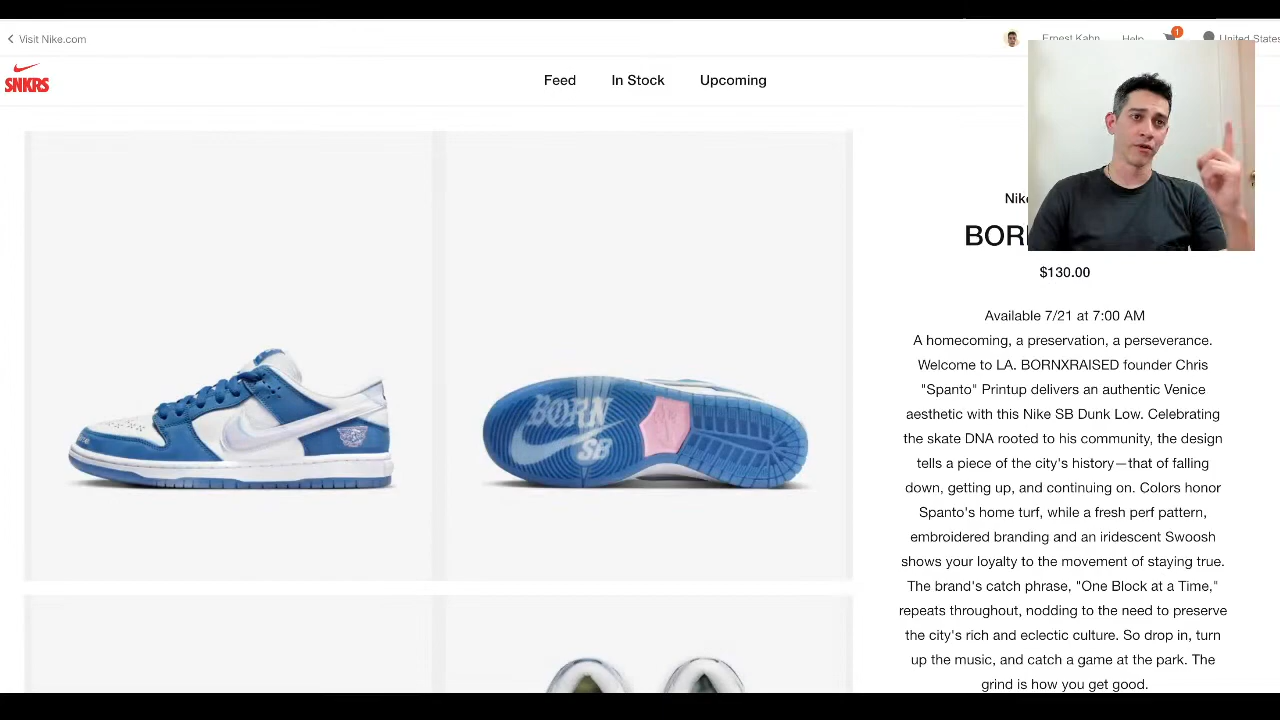 Visit Nike.com
Ernest Kahn
Help
1
United States
SNKRS
Feed
In Stock
Upcoming
BORN
SB
$130.00
Available 7/21 at 7:00 AM
A homecoming, a preservation, a perseverance.
Welcome to LA. BORNXRAISED founder Chris
"Spanto" Printup delivers an authentic Venice
aesthetic with this Nike SB Dunk Low. Celebrating
the skate DNA rooted to his community, the design
tells a piece of the city's history—that of falling
down, getting up, and continuing on. Colors honor
Spanto's home turf, while a fresh perf pattern,
embroidered branding and an iridescent Swoosh
shows your loyalty to the movement of staying true.
The brand's catch phrase, "One Block at a Time,"
repeats throughout, nodding to the need to preserve
the city's rich and eclectic culture. So drop in, turn
up the music, and catch a game at the park. The
grind is how you get good.